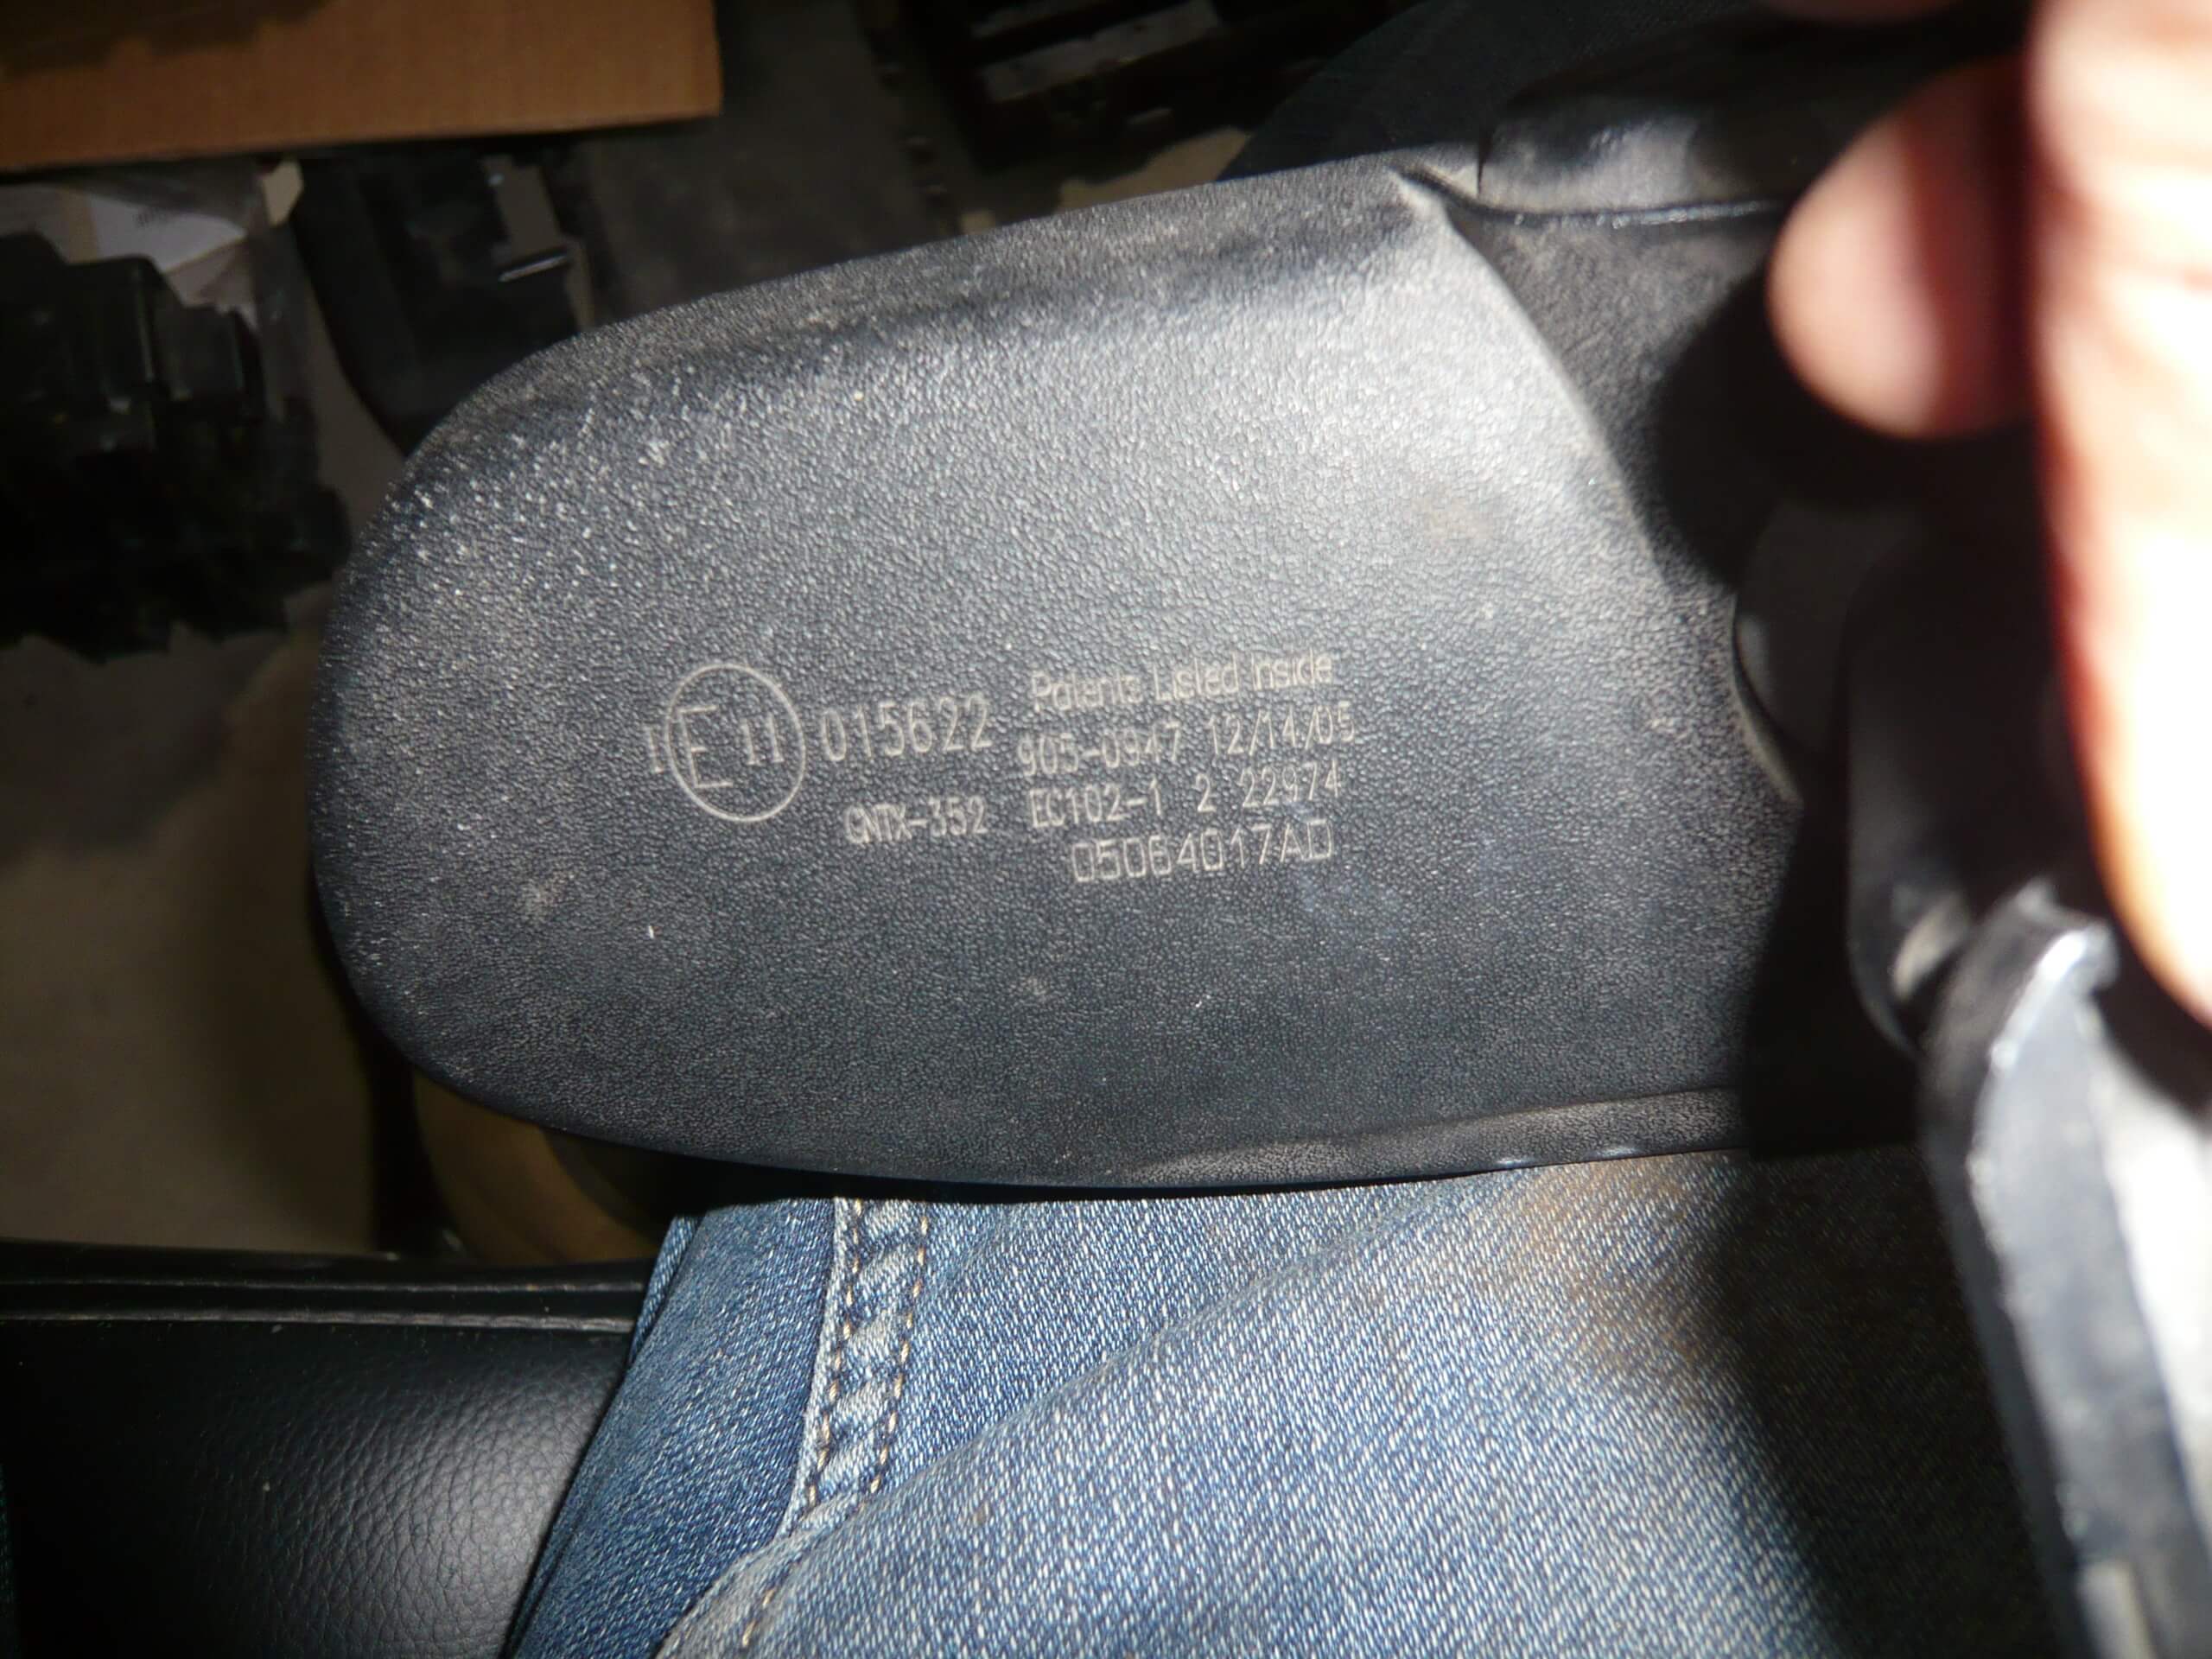 I E 11 015622
GNTX-352
Patents Listed Inside
905-0947 12/14/05
EC102-1 2 22974
05064017AD